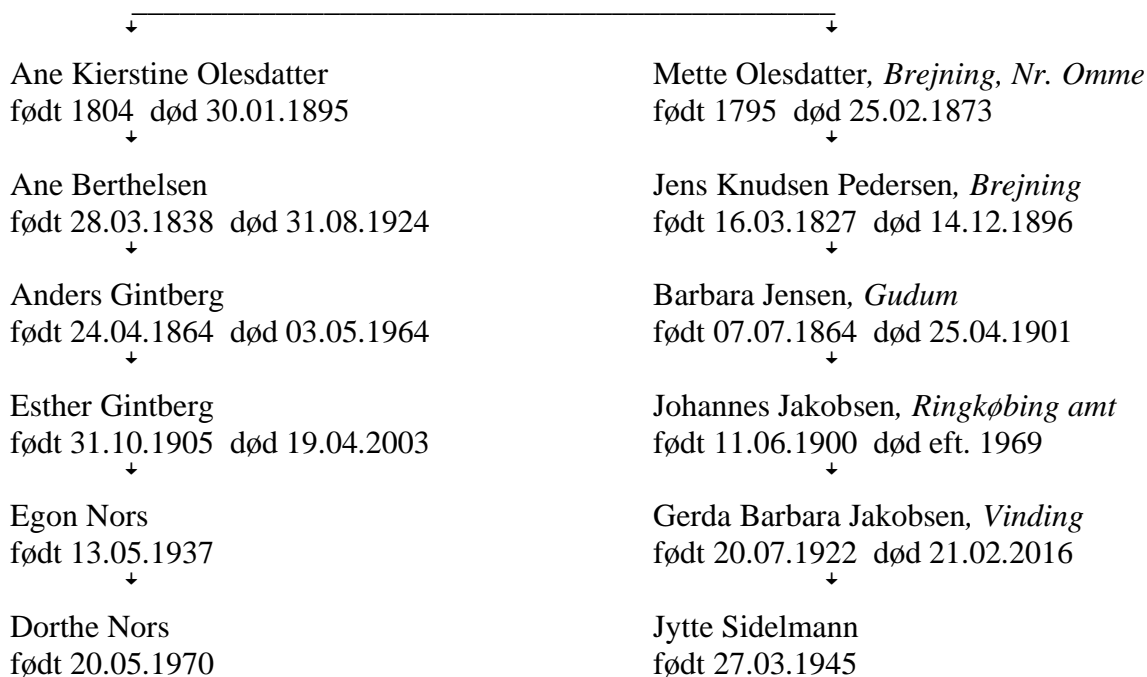 Ane Kierstine Olesdatter
født 1804 død 30.01.1895
Ane Berthelsen
født 28.03.1838 død 31.08.1924
Anders Gintberg
født 24.04.1864 død 03.05.1964
Esther Gintberg
født 31.10.1905 død 19.04.2003
Egon Nors
født 13.05.1937
Dorthe Nors
født 20.05.1970
Mette Olesdatter, Brejning, Nr. Omme
født 1795 død 25.02.1873
Jens Knudsen Pedersen, Brejning
født 16.03.1827 død 14.12.1896
Barbara Jensen, Gudum
født 07.07.1864 død 25.04.1901
Johannes Jakobsen, Ringkøbing amt
født 11.06.1900 død eft. 1969
Gerda Barbara Jakobsen, Vinding
født 20.07.1922 død 21.02.2016
Jytte Sidelmann
født 27.03.1945